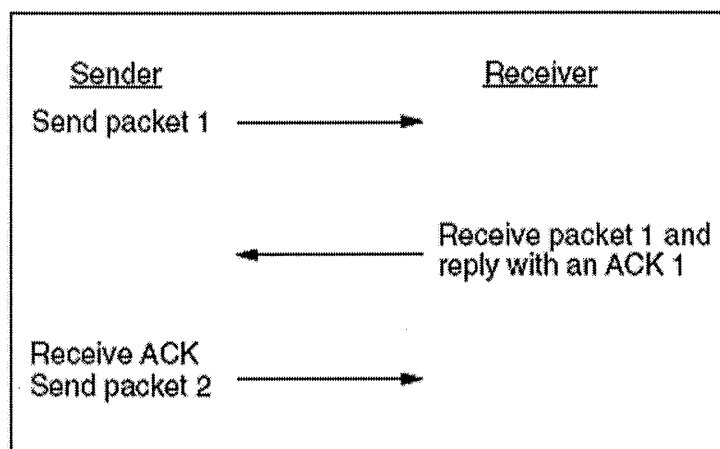 Sender
Receiver
Send packet 1
Receive packet 1 and
reply with an ACK 1
Receive ACK
Send packet 2